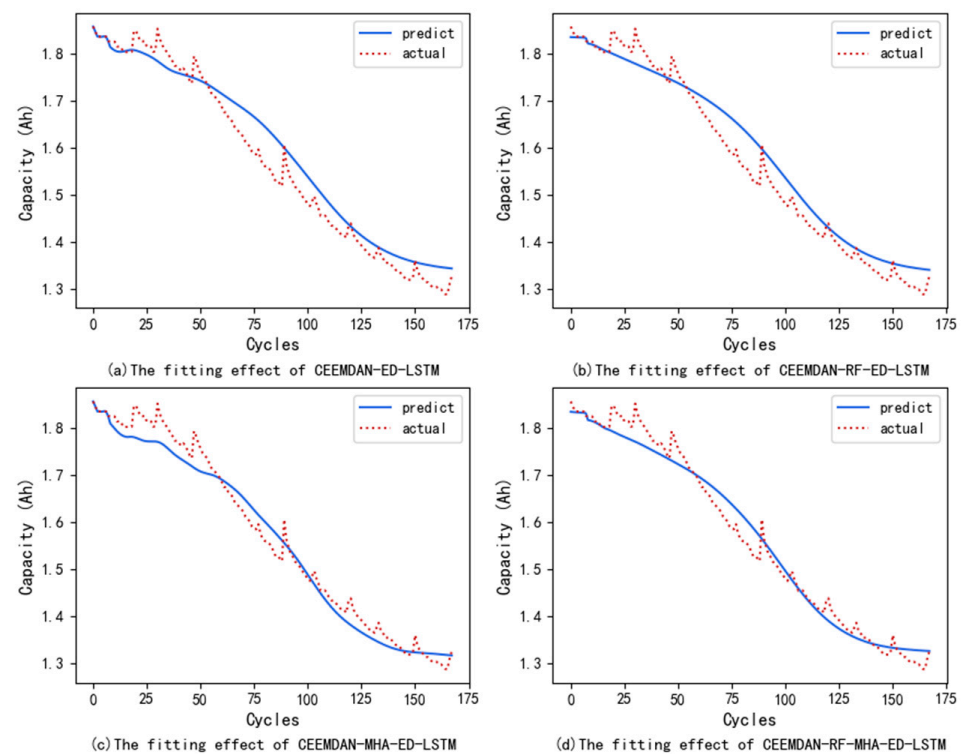 predict
actual
Capacity (Ah)
1.8
1.7
1.6
1.5
1.4
1.3
0 25 50 75 100 125 150 175
Cycles
(a)The fitting effect of CEEMDAN-ED-LSTM
predict
actual
Capacity (Ah)
1.8
1.7
1.6
1.5
1.4
1.3
0 25 50 75 100 125 150 175
Cycles
(b)The fitting effect of CEEMDAN-RF-ED-LSTM
predict
actual
Capacity (Ah)
1.8
1.7
1.6
1.5
1.4
1.3
0 25 50 75 100 125 150 175
Cycles
(c)The fitting effect of CEEMDAN-MHA-ED-LSTM
predict
actual
Capacity (Ah)
1.8
1.7
1.6
1.5
1.4
1.3
0 25 50 75 100 125 150 175
Cycles
(d)The fitting effect of CEEMDAN-RF-MHA-ED-LSTM